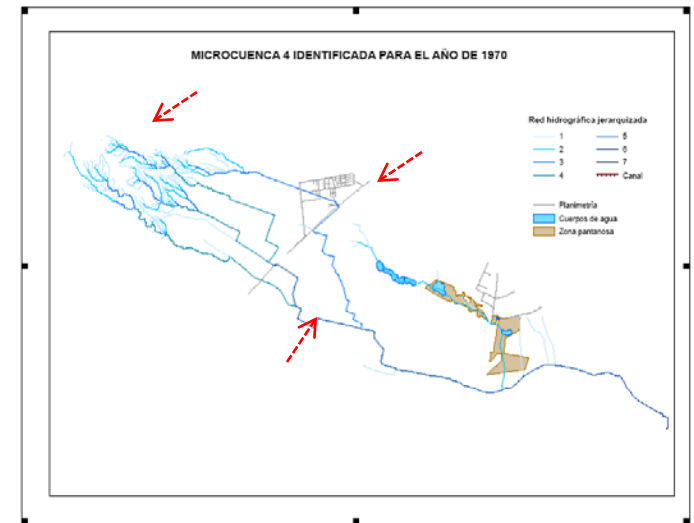 MICROCUENCA 4 IDENTIFICADA PARA EL AÑO DE 1970
Red hidrográfica jerarquizada
1 5
2 6
3 7
4 Canal
Planimetría
Cuerpos de agua
Zona pantanosa